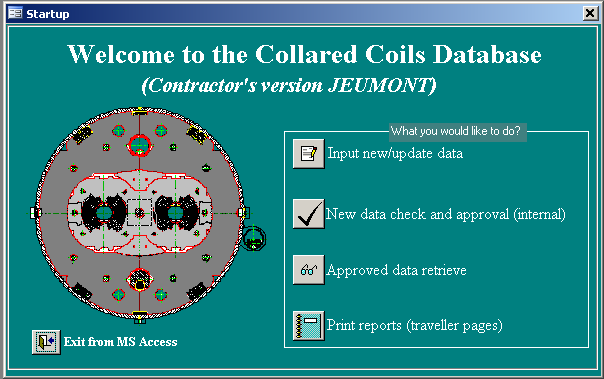 Startup
Welcome to the Collared Coils Database
(Contractor's version JEUMONT)
What you would like to do?
Input new/update data
New data check and approval (internal)
Approved data retrieve
Print reports (traveller pages)
Exit from MS Access